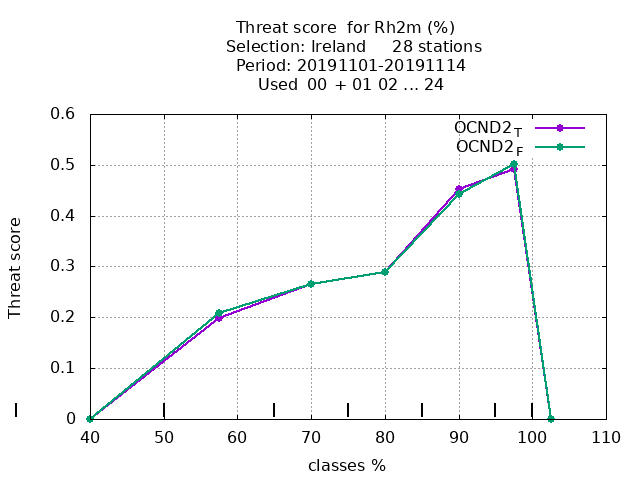 Threat score for Rh2m (%)
Selection: Ireland 28 stations
Period: 20191101-20191114
Used 00 + 01 02 ... 24
OCND2T
OCND2F
0.6
0.5
0.4
0.3
0.2
0.1
0
Threat score
40 50 60 70 80 90 100 110
classes %